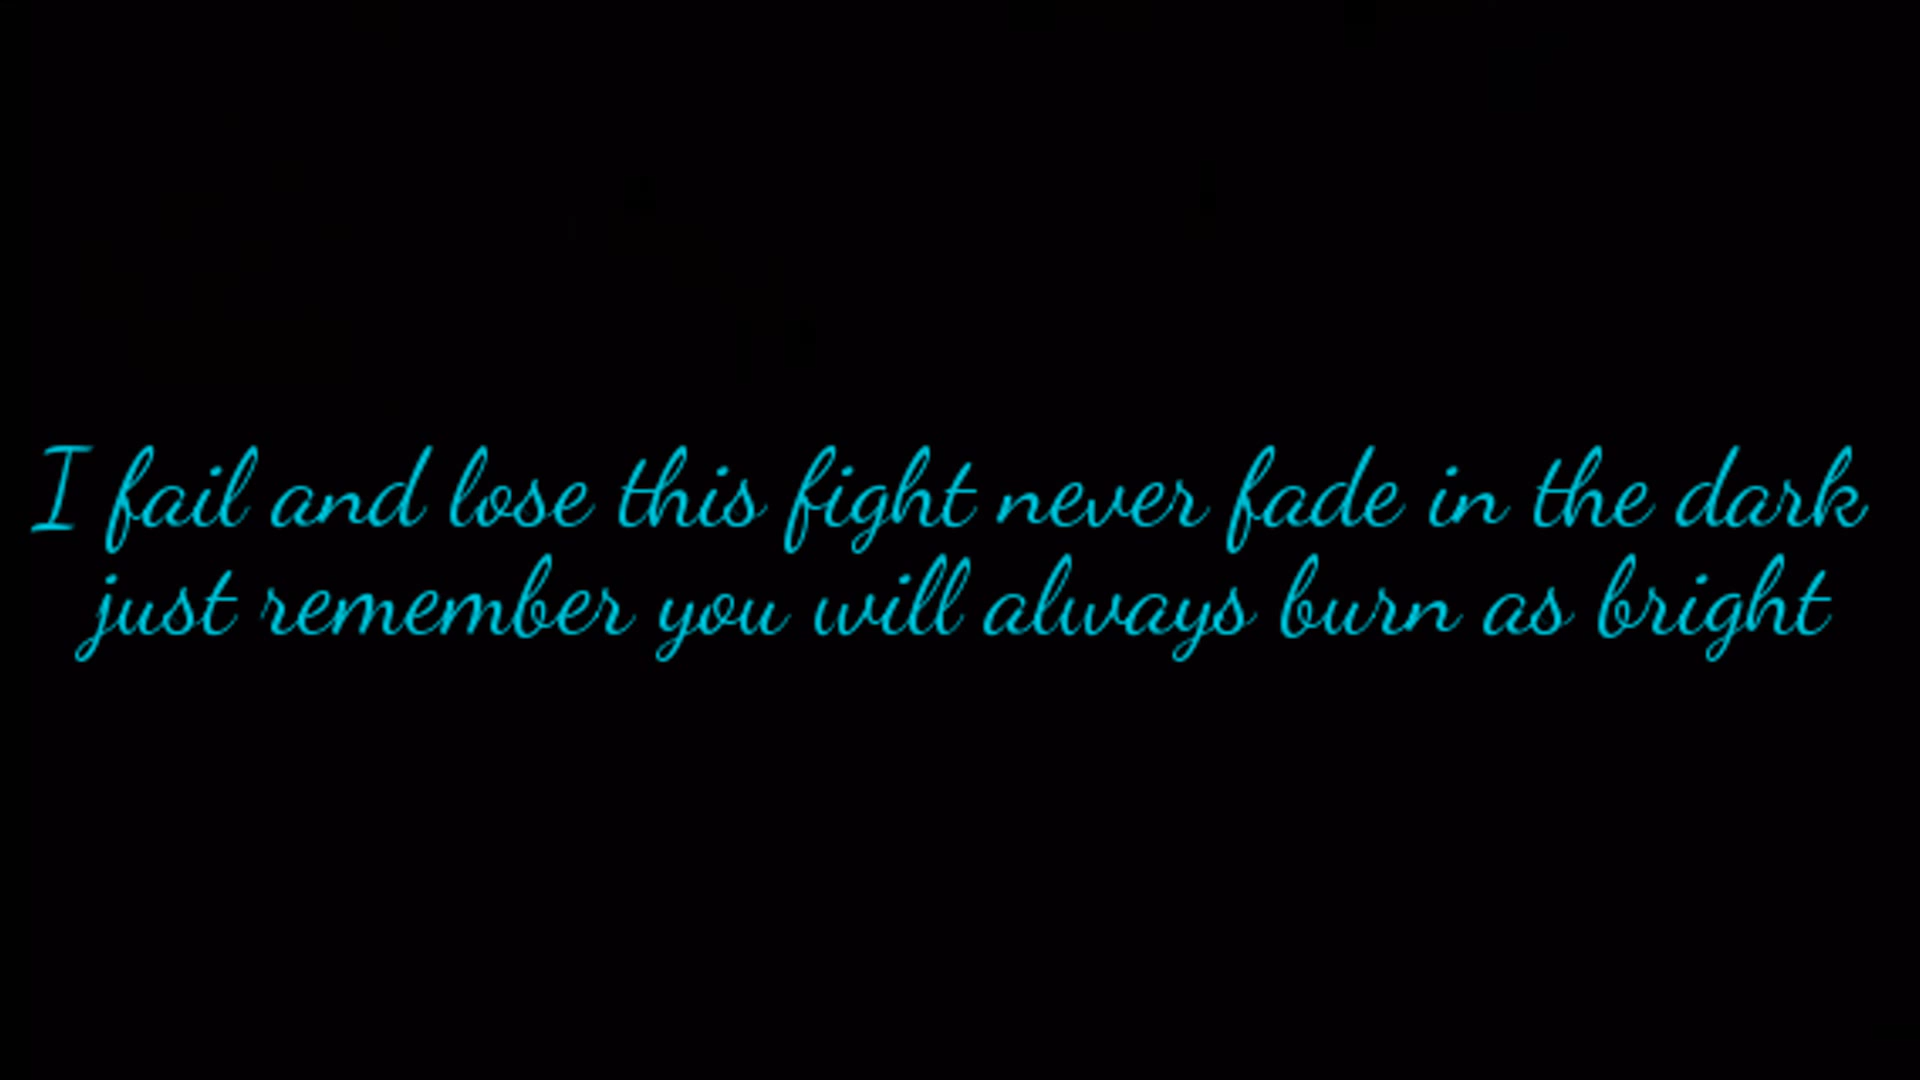 I fail and lose this fight never fade in the dark
just remember you will always burn as bright